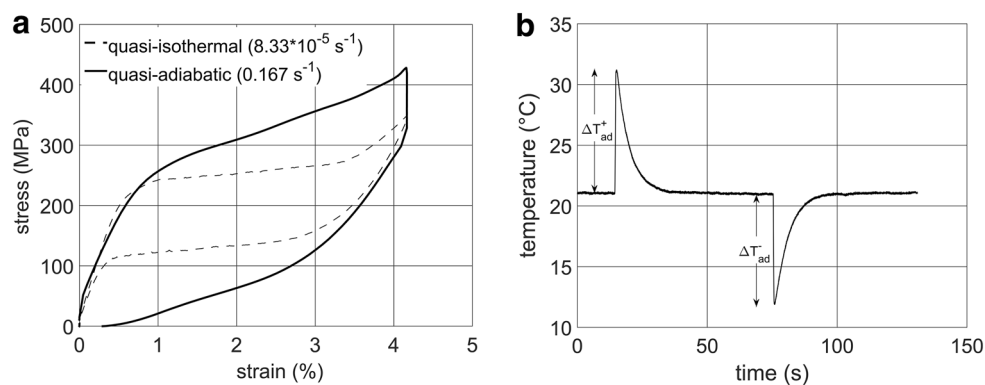 a
500
400
300
200
100
0
0
1
2
3
4
5
stress (MPa)
strain (%)
quasi-isothermal (8.33*10⁻⁵ s⁻¹)
quasi-adiabatic (0.167 s⁻¹)
b
35
30
25
20
15
10
0
50
100
150
temperature (°C)
time (s)
ΔT⁺ad
ΔT⁻ad